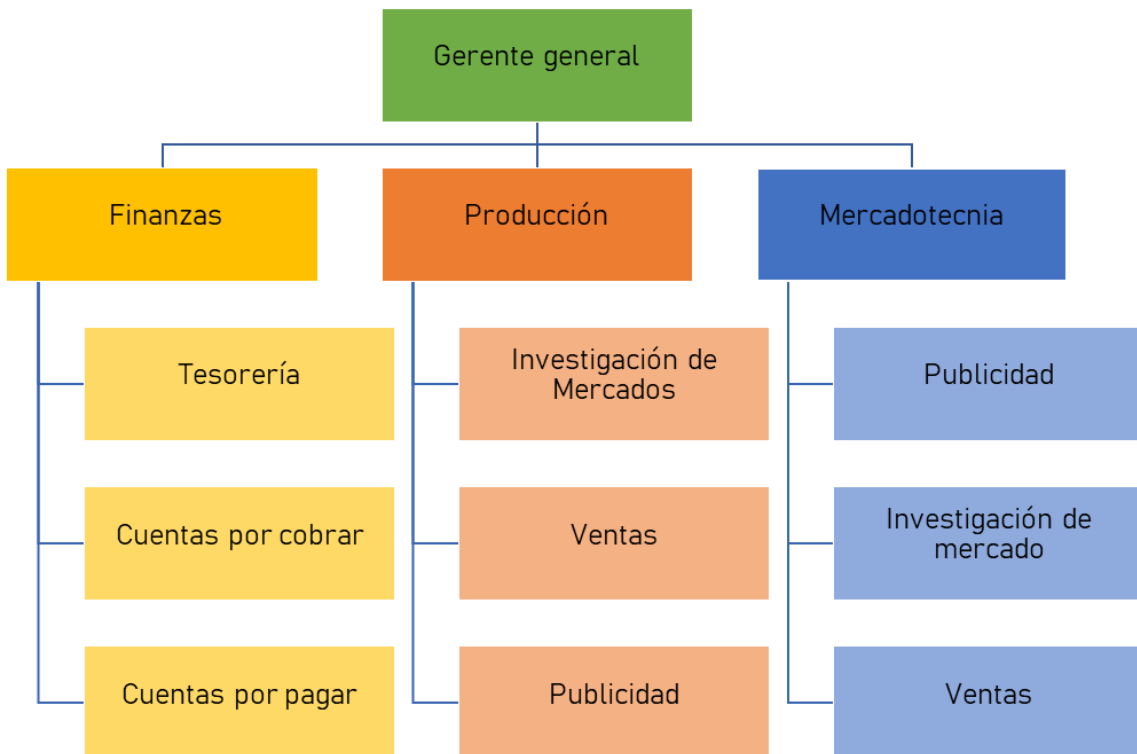 Gerente general
Finanzas
Producción
Mercadotecnia
Tesorería
Investigación de
Mercados
Publicidad
Cuentas por cobrar
Ventas
Investigación de
mercado
Cuentas por pagar
Publicidad
Ventas